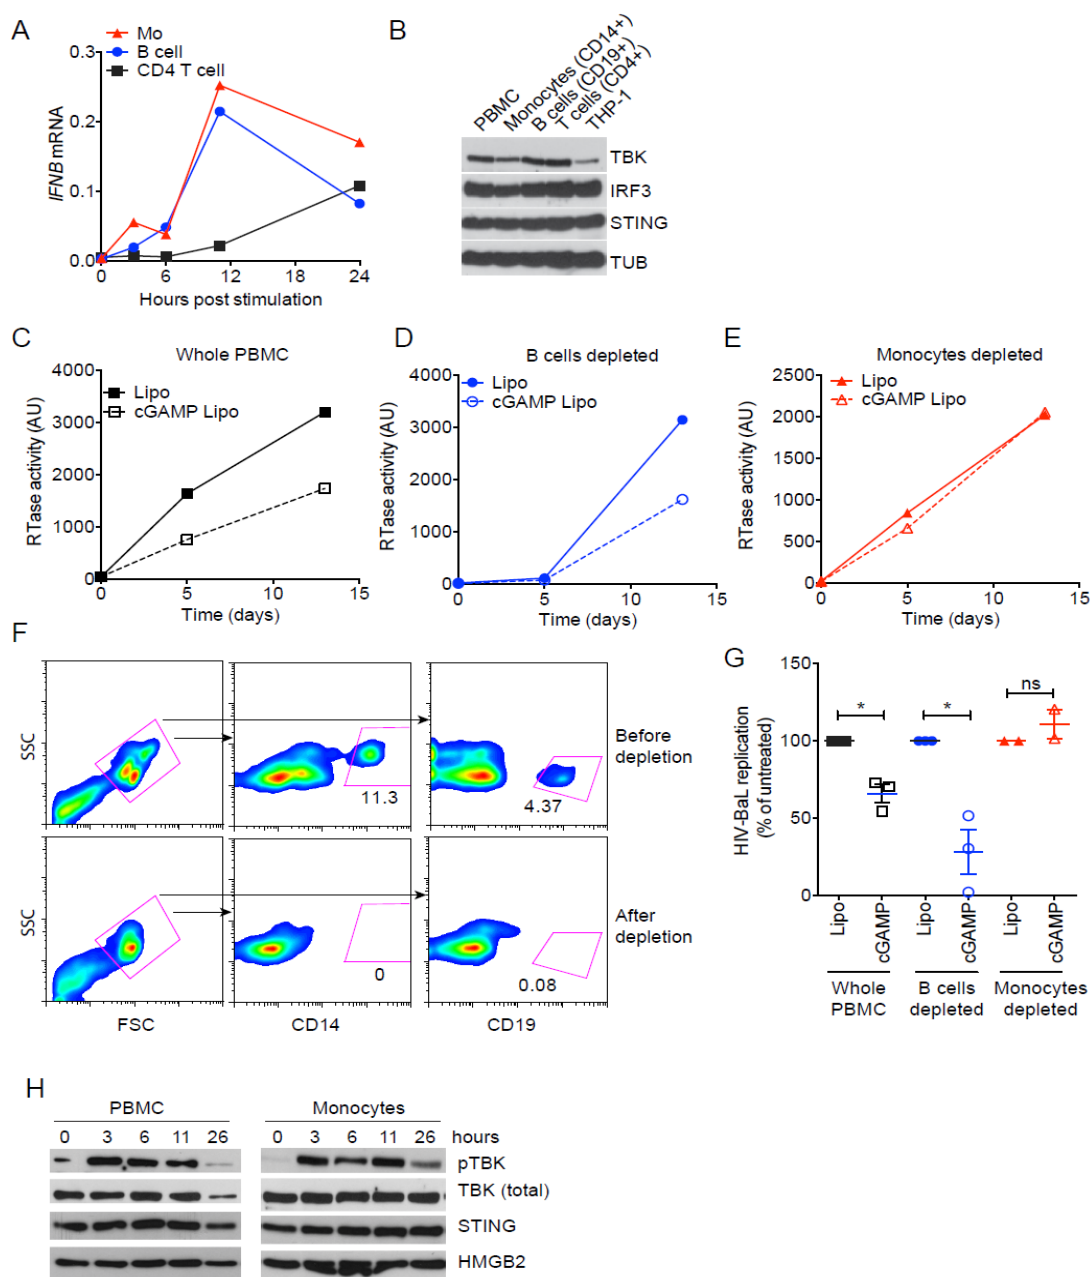 A
Mo
B cell
CD4 T cell
0.3
0.2
0.1
0.0
IFNB mRNA
0 6 12 18 24
Hours post stimulation
B
PBMC
Monocytes (CD14+)
B cells (CD19+)
T cells (CD4+)
THP-1
TBK
IRF3
STING
TUB
C
Whole PBMC
Lipo
cGAMP Lipo
4000
3000
2000
1000
0
RTase activity (AU)
0 5 10 15
Time (days)
D
B cells depleted
Lipo
cGAMP Lipo
4000
3000
2000
1000
0
RTase activity (AU)
0 5 10 15
Time (days)
E
Monocytes depleted
Lipo
cGAMP Lipo
2500
2000
1500
1000
500
0
RTase activity (AU)
0 5 10 15
Time (days)
F
SSC
11.3
4.37
Before
depletion
SSC
0
0.08
After
depletion
FSC
CD14
CD19
G
150
100
50
0
HIV-BaL replication
(% of untreated)
* * ns
Lipo
cGAMP
Lipo
cGAMP
Lipo
cGAMP
Whole
PBMC
B cells
depleted
Monocytes
depleted
H
PBMC
Monocytes
0 3 6 11 26
0 3 6 11 26
hours
pTBK
TBK (total)
STING
HMGB2